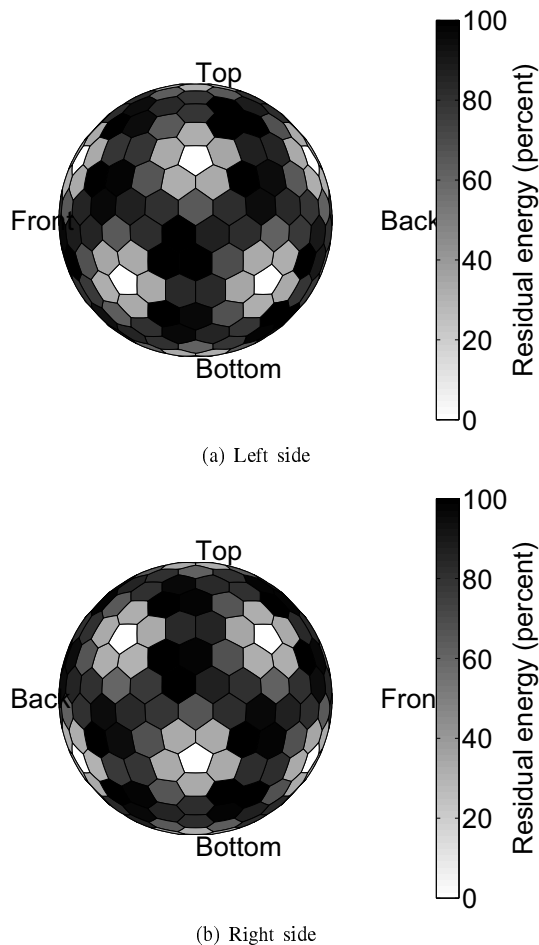 Top
Front
Back
Bottom
100
80
60
40
20
0
Residual energy (percent)
(a) Left side
Top
Back
Fron
Bottom
100
80
60
40
20
0
Residual energy (percent)
(b) Right side